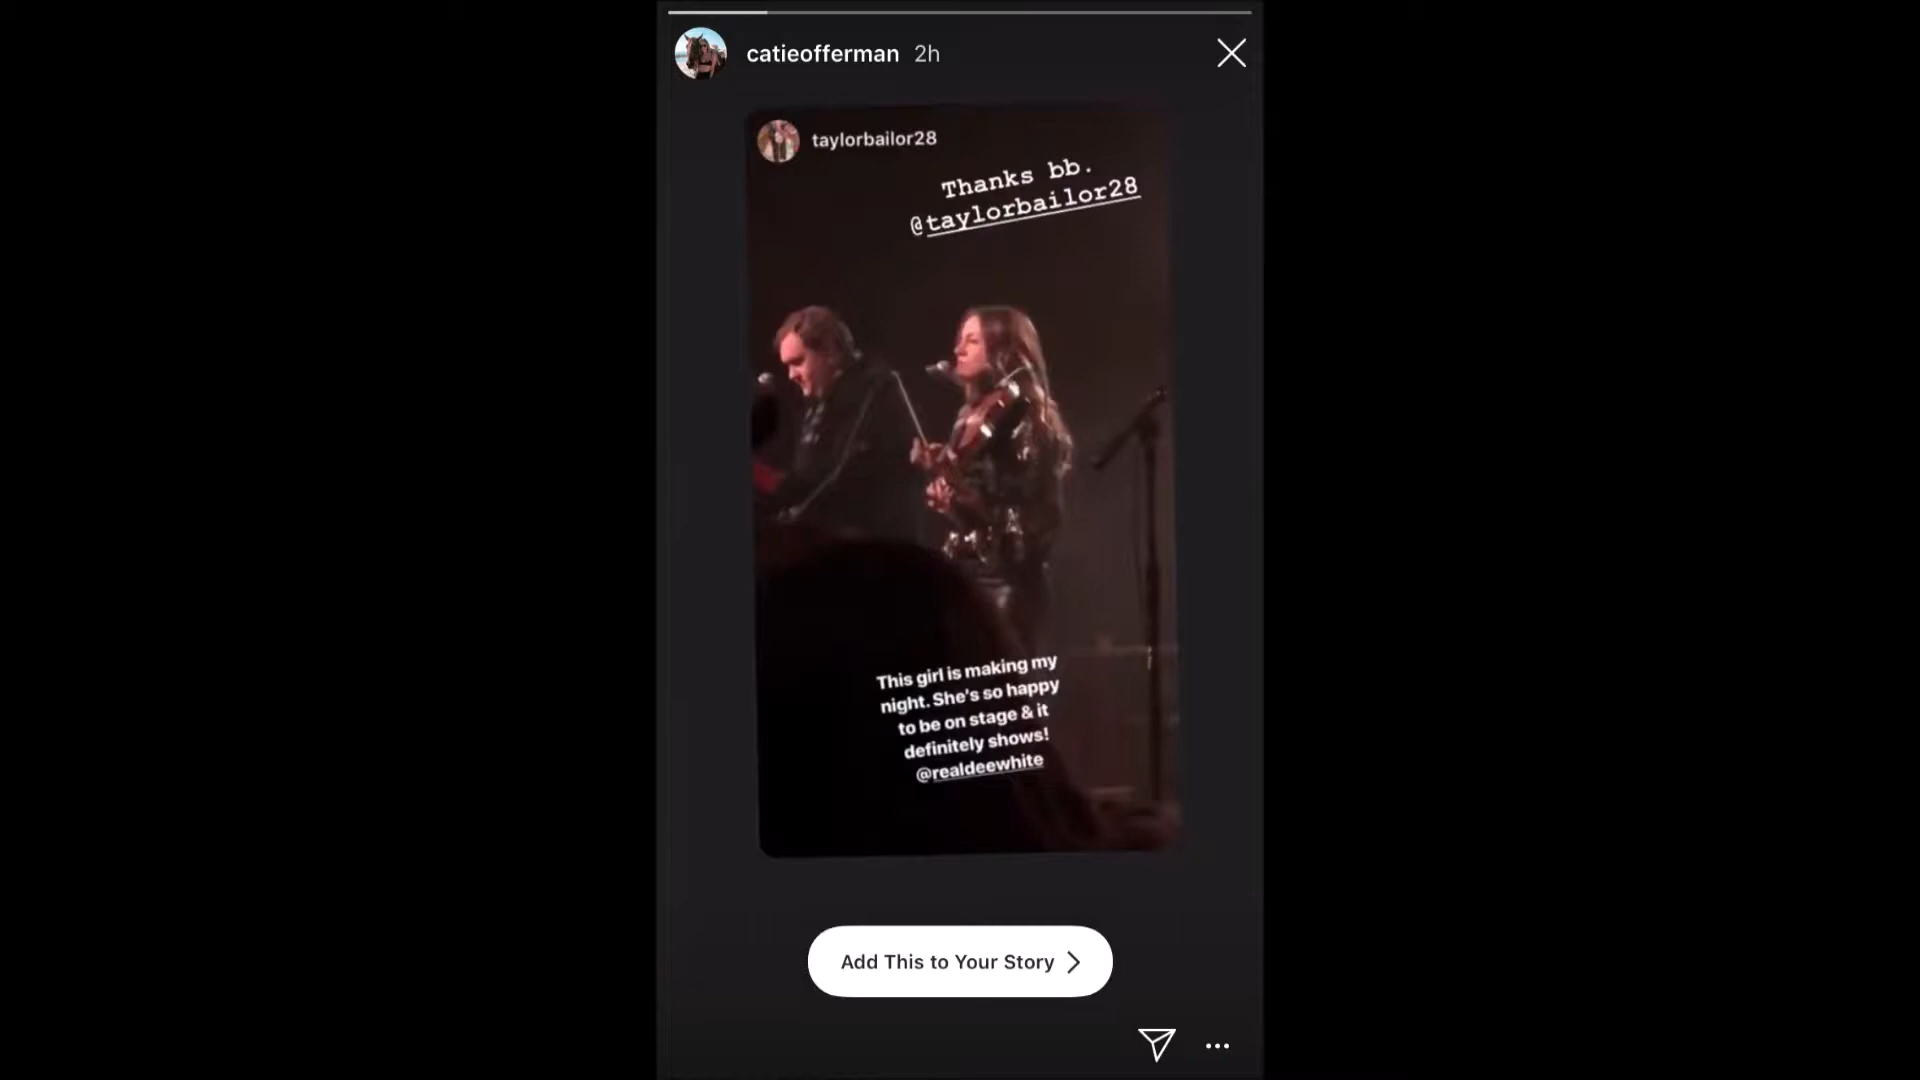 catieofferman 2h
taylorbailor28
Thanks bb.
@taylorbailor28
This girl is making my
night. She's so happy
to be on stage & it
definitely shows!
@realdeewhite
Add This to Your Story